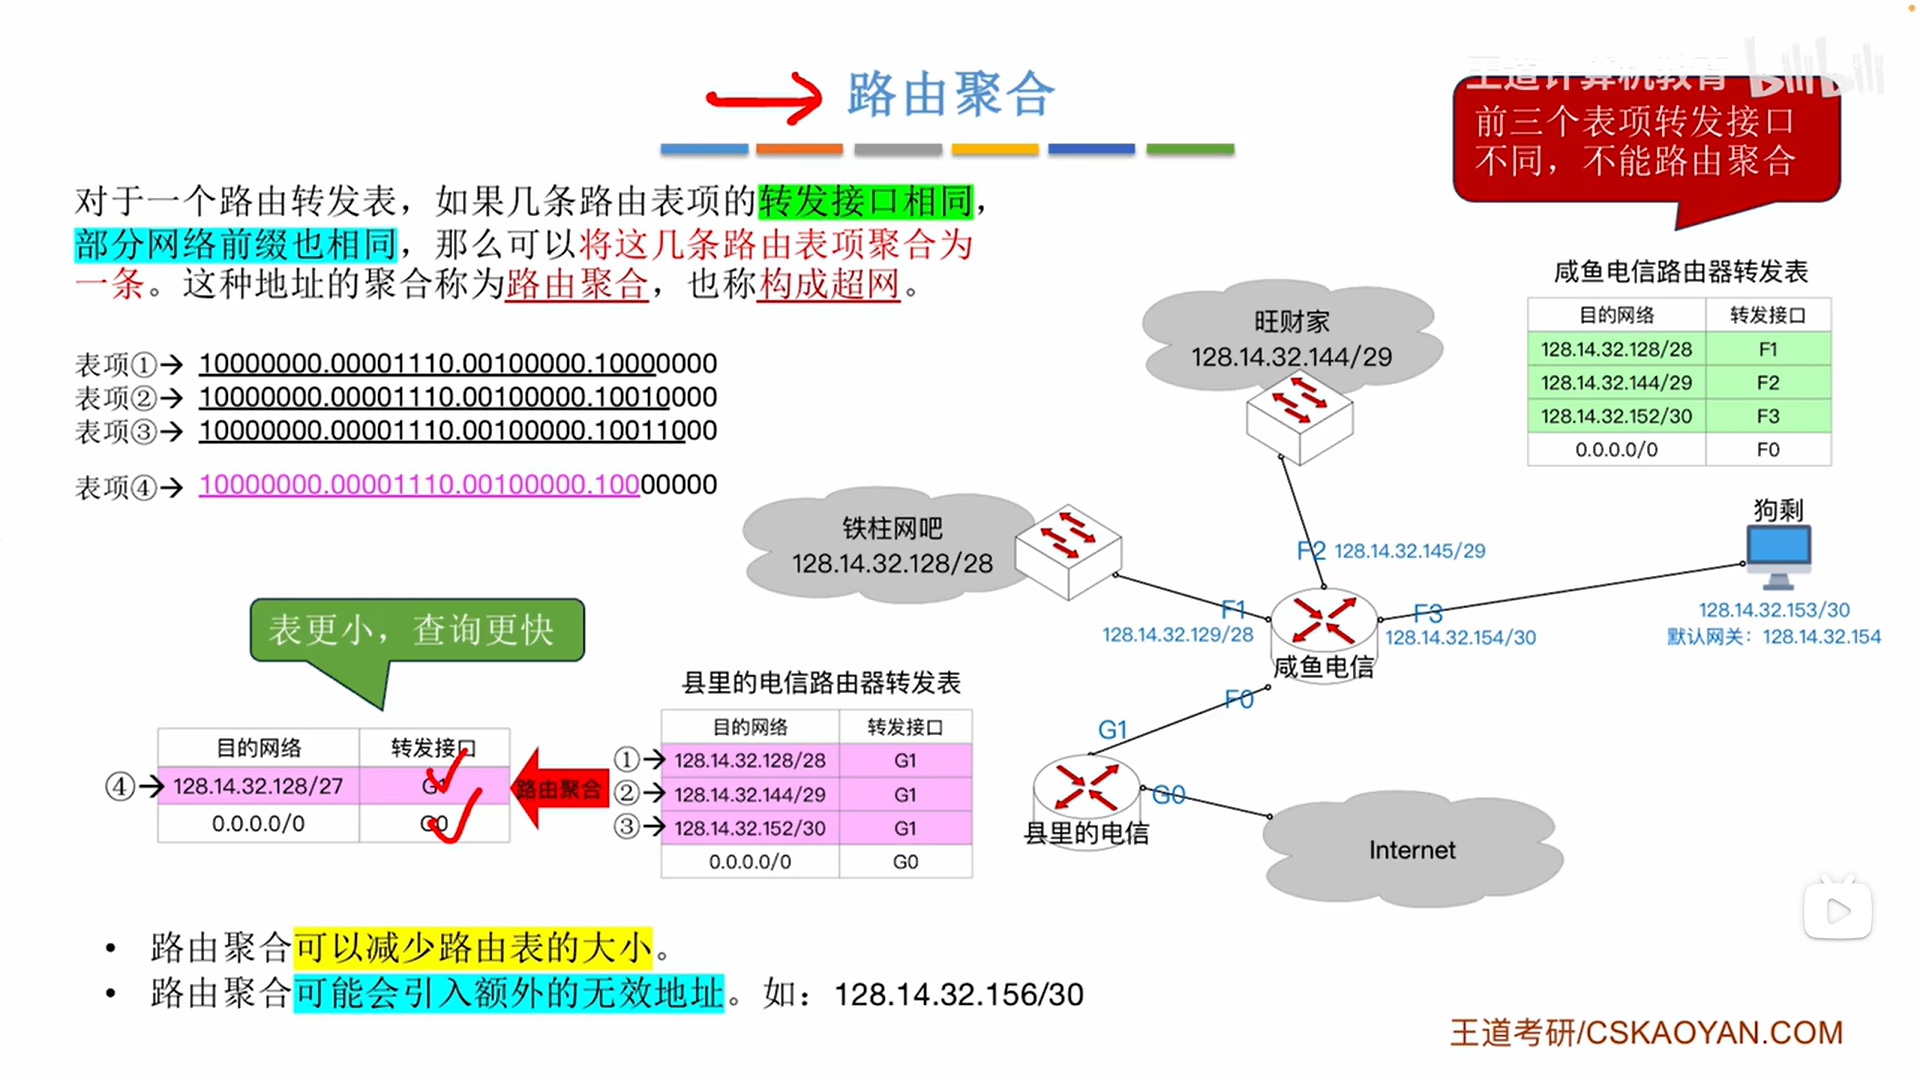 路由聚合
王道计算机教育 bilibili
前三个表项转发接口
不同，不能路由聚合
对于一个路由转发表，如果几条路由表项的转发接口相同，
部分网络前缀也相同，那么可以将这几条路由表项聚合为
一条。这种地址的聚合称为路由聚合，也称构成超网。
表项①→ 10000000.00001110.00100000.10000000
表项②→ 10000000.00001110.00100000.10010000
表项③→ 10000000.00001110.00100000.10011000
表项④→ 10000000.00001110.00100000.10000000
咸鱼电信路由器转发表
目的网络 转发接口
128.14.32.128/28 F1
128.14.32.144/29 F2
128.14.32.152/30 F3
0.0.0.0/0 F0
旺财家
128.14.32.144/29
铁柱网吧
128.14.32.128/28
狗剩
128.14.32.153/30
默认网关：128.14.32.154
F2 128.14.32.145/29
F1
128.14.32.129/28
F3
128.14.32.154/30
咸鱼电信
F0
G1
G0
县里的电信
Internet
表更小，查询更快
目的网络 转发接口
④→ 128.14.32.128/27 G1
0.0.0.0/0 G0
路由聚合
县里的电信路由器转发表
目的网络 转发接口
①→ 128.14.32.128/28 G1
②→ 128.14.32.144/29 G1
③→ 128.14.32.152/30 G1
0.0.0.0/0 G0
• 路由聚合可以减少路由表的大小。
• 路由聚合可能会引入额外的无效地址。如：128.14.32.156/30
王道考研/CSKAOYAN.COM